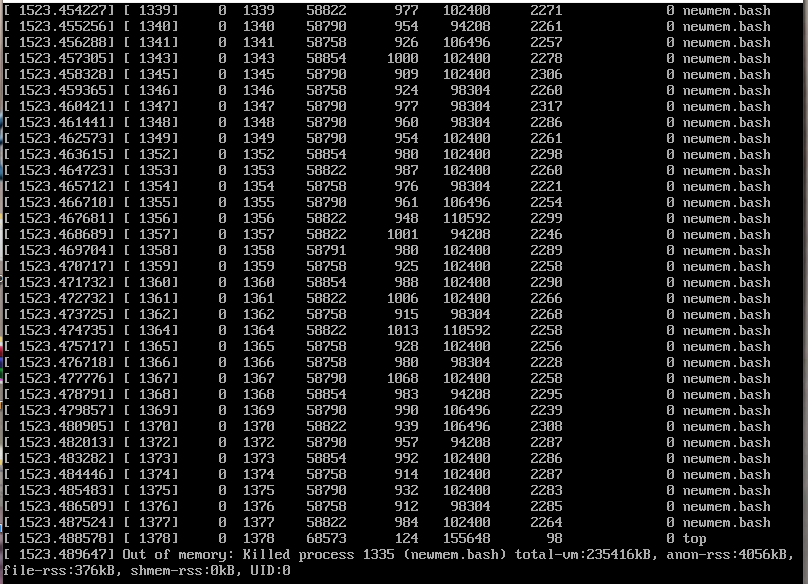 [ 1523.454227] [ 1339]     0  1339    58822      977   102400     2271             0 newmem.bash
[ 1523.455256] [ 1340]     0  1340    58790      954    94208     2261             0 newmem.bash
[ 1523.456288] [ 1341]     0  1341    58758      926   106496     2257             0 newmem.bash
[ 1523.457305] [ 1343]     0  1343    58854     1000   102400     2278             0 newmem.bash
[ 1523.458328] [ 1345]     0  1345    58790      909   102400     2306             0 newmem.bash
[ 1523.459365] [ 1346]     0  1346    58758      924    98304     2260             0 newmem.bash
[ 1523.460421] [ 1347]     0  1347    58790      977    98304     2317             0 newmem.bash
[ 1523.461441] [ 1348]     0  1348    58790      960    98304     2286             0 newmem.bash
[ 1523.462573] [ 1349]     0  1349    58790      954   102400     2261             0 newmem.bash
[ 1523.463615] [ 1352]     0  1352    58854      980   102400     2298             0 newmem.bash
[ 1523.464723] [ 1353]     0  1353    58822      987   102400     2260             0 newmem.bash
[ 1523.465712] [ 1354]     0  1354    58758      976    98304     2221             0 newmem.bash
[ 1523.466710] [ 1355]     0  1355    58790      961   106496     2254             0 newmem.bash
[ 1523.467681] [ 1356]     0  1356    58822      948   110592     2299             0 newmem.bash
[ 1523.468689] [ 1357]     0  1357    58822     1001    94208     2246             0 newmem.bash
[ 1523.469704] [ 1358]     0  1358    58791      980   102400     2289             0 newmem.bash
[ 1523.470717] [ 1359]     0  1359    58758      925   102400     2258             0 newmem.bash
[ 1523.471732] [ 1360]     0  1360    58854      988   102400     2290             0 newmem.bash
[ 1523.472732] [ 1361]     0  1361    58822     1006   102400     2266             0 newmem.bash
[ 1523.473725] [ 1362]     0  1362    58758      915    98304     2268             0 newmem.bash
[ 1523.474735] [ 1364]     0  1364    58822     1013   110592     2258             0 newmem.bash
[ 1523.475717] [ 1365]     0  1365    58758      928   102400     2256             0 newmem.bash
[ 1523.476718] [ 1366]     0  1366    58758      980    98304     2228             0 newmem.bash
[ 1523.477776] [ 1367]     0  1367    58790     1068   102400     2258             0 newmem.bash
[ 1523.478791] [ 1368]     0  1368    58854      983    94208     2295             0 newmem.bash
[ 1523.479857] [ 1369]     0  1369    58790      990   106496     2239             0 newmem.bash
[ 1523.480905] [ 1370]     0  1370    58822      939   106496     2308             0 newmem.bash
[ 1523.482013] [ 1372]     0  1372    58790      957    94208     2287             0 newmem.bash
[ 1523.483282] [ 1373]     0  1373    58854      992   102400     2286             0 newmem.bash
[ 1523.484446] [ 1374]     0  1374    58758      914   102400     2287             0 newmem.bash
[ 1523.485483] [ 1375]     0  1375    58790      932   102400     2283             0 newmem.bash
[ 1523.486509] [ 1376]     0  1376    58758      912    98304     2285             0 newmem.bash
[ 1523.487524] [ 1377]     0  1377    58822      984   102400     2264             0 newmem.bash
[ 1523.488578] [ 1378]     0  1378    68573      124   155648       98             0 top
[ 1523.489647] Out of memory: Killed process 1335 (newmem.bash) total-vm:235416kB, anon-rss:4056kB,
file-rss:376kB, shmem-rss:0kB, UID:0